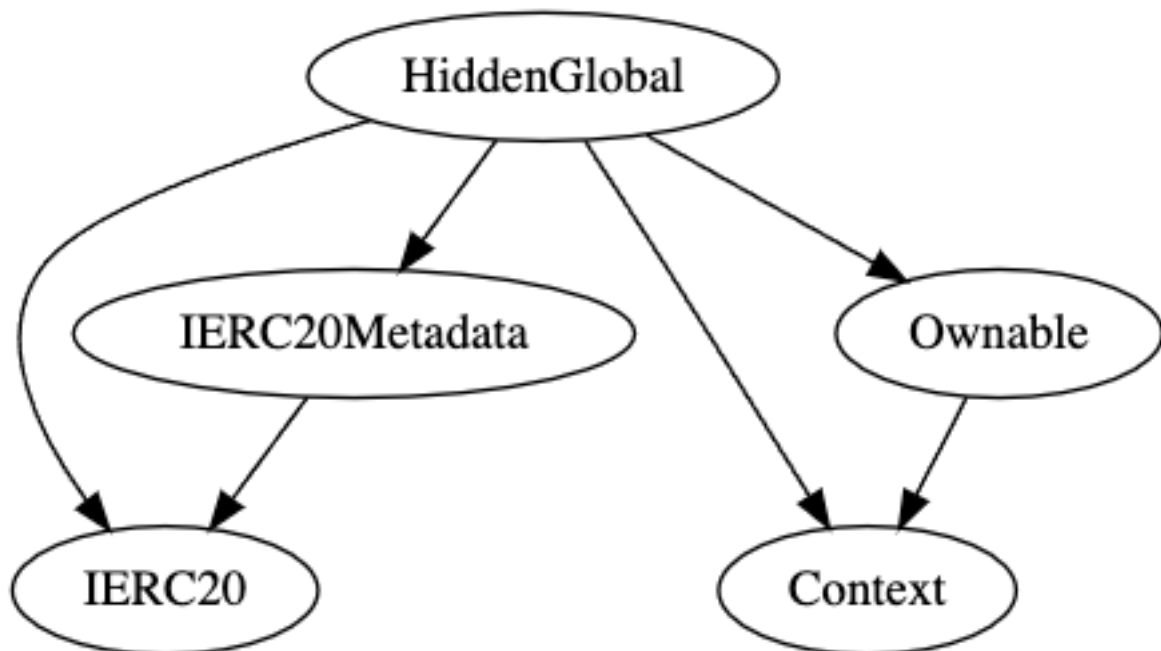 HiddenGlobal
IERC20Metadata
Ownable
IERC20
Context